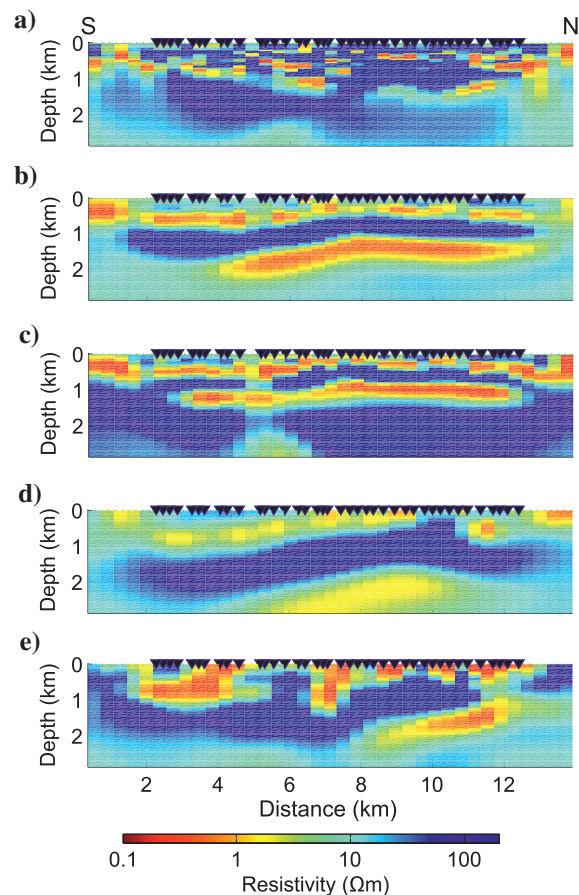 a)
S
N
Depth (km)
0
1
2
b)
Depth (km)
0
1
2
c)
Depth (km)
0
1
2
d)
Depth (km)
0
1
2
e)
Depth (km)
0
1
2
2 4 6 8 10 12
Distance (km)
0.1 1 10 100
Resistivity (Ωm)